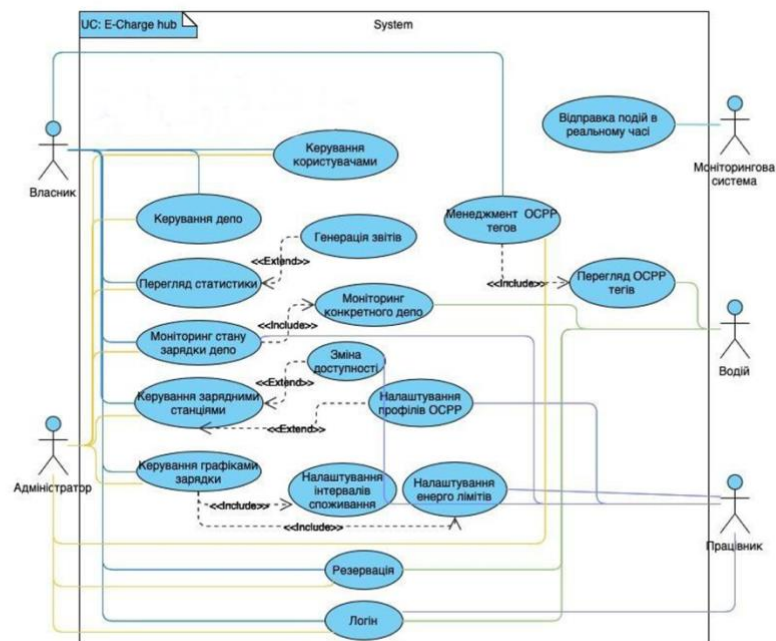 UC: E-Charge hub
System
Відправка подій в
реальному часі
Моніторингова
система
Керування
користувачами
Власник
Керування депо
Менеджмент ОСРР
тегов
Генерація звітів
<<Extend>>
Перегляд статистики
<<Include>>
Перегляд ОСРР
тегів
Моніторинг
конкретного депо
<<Include>>
Моніторинг стану
зарядки депо
Водій
Зміна
доступності
<<Extend>>
Керування зарядними
станціями
Налаштування
профілів ОСРР
<<Extend>>
Адміністратор
Керування графіками
зарядки
Налаштування
інтервалів
споживання
Налаштування
енерго лімітів
<<Include>>
<<Include>>
Працівник
Резервація
Логін